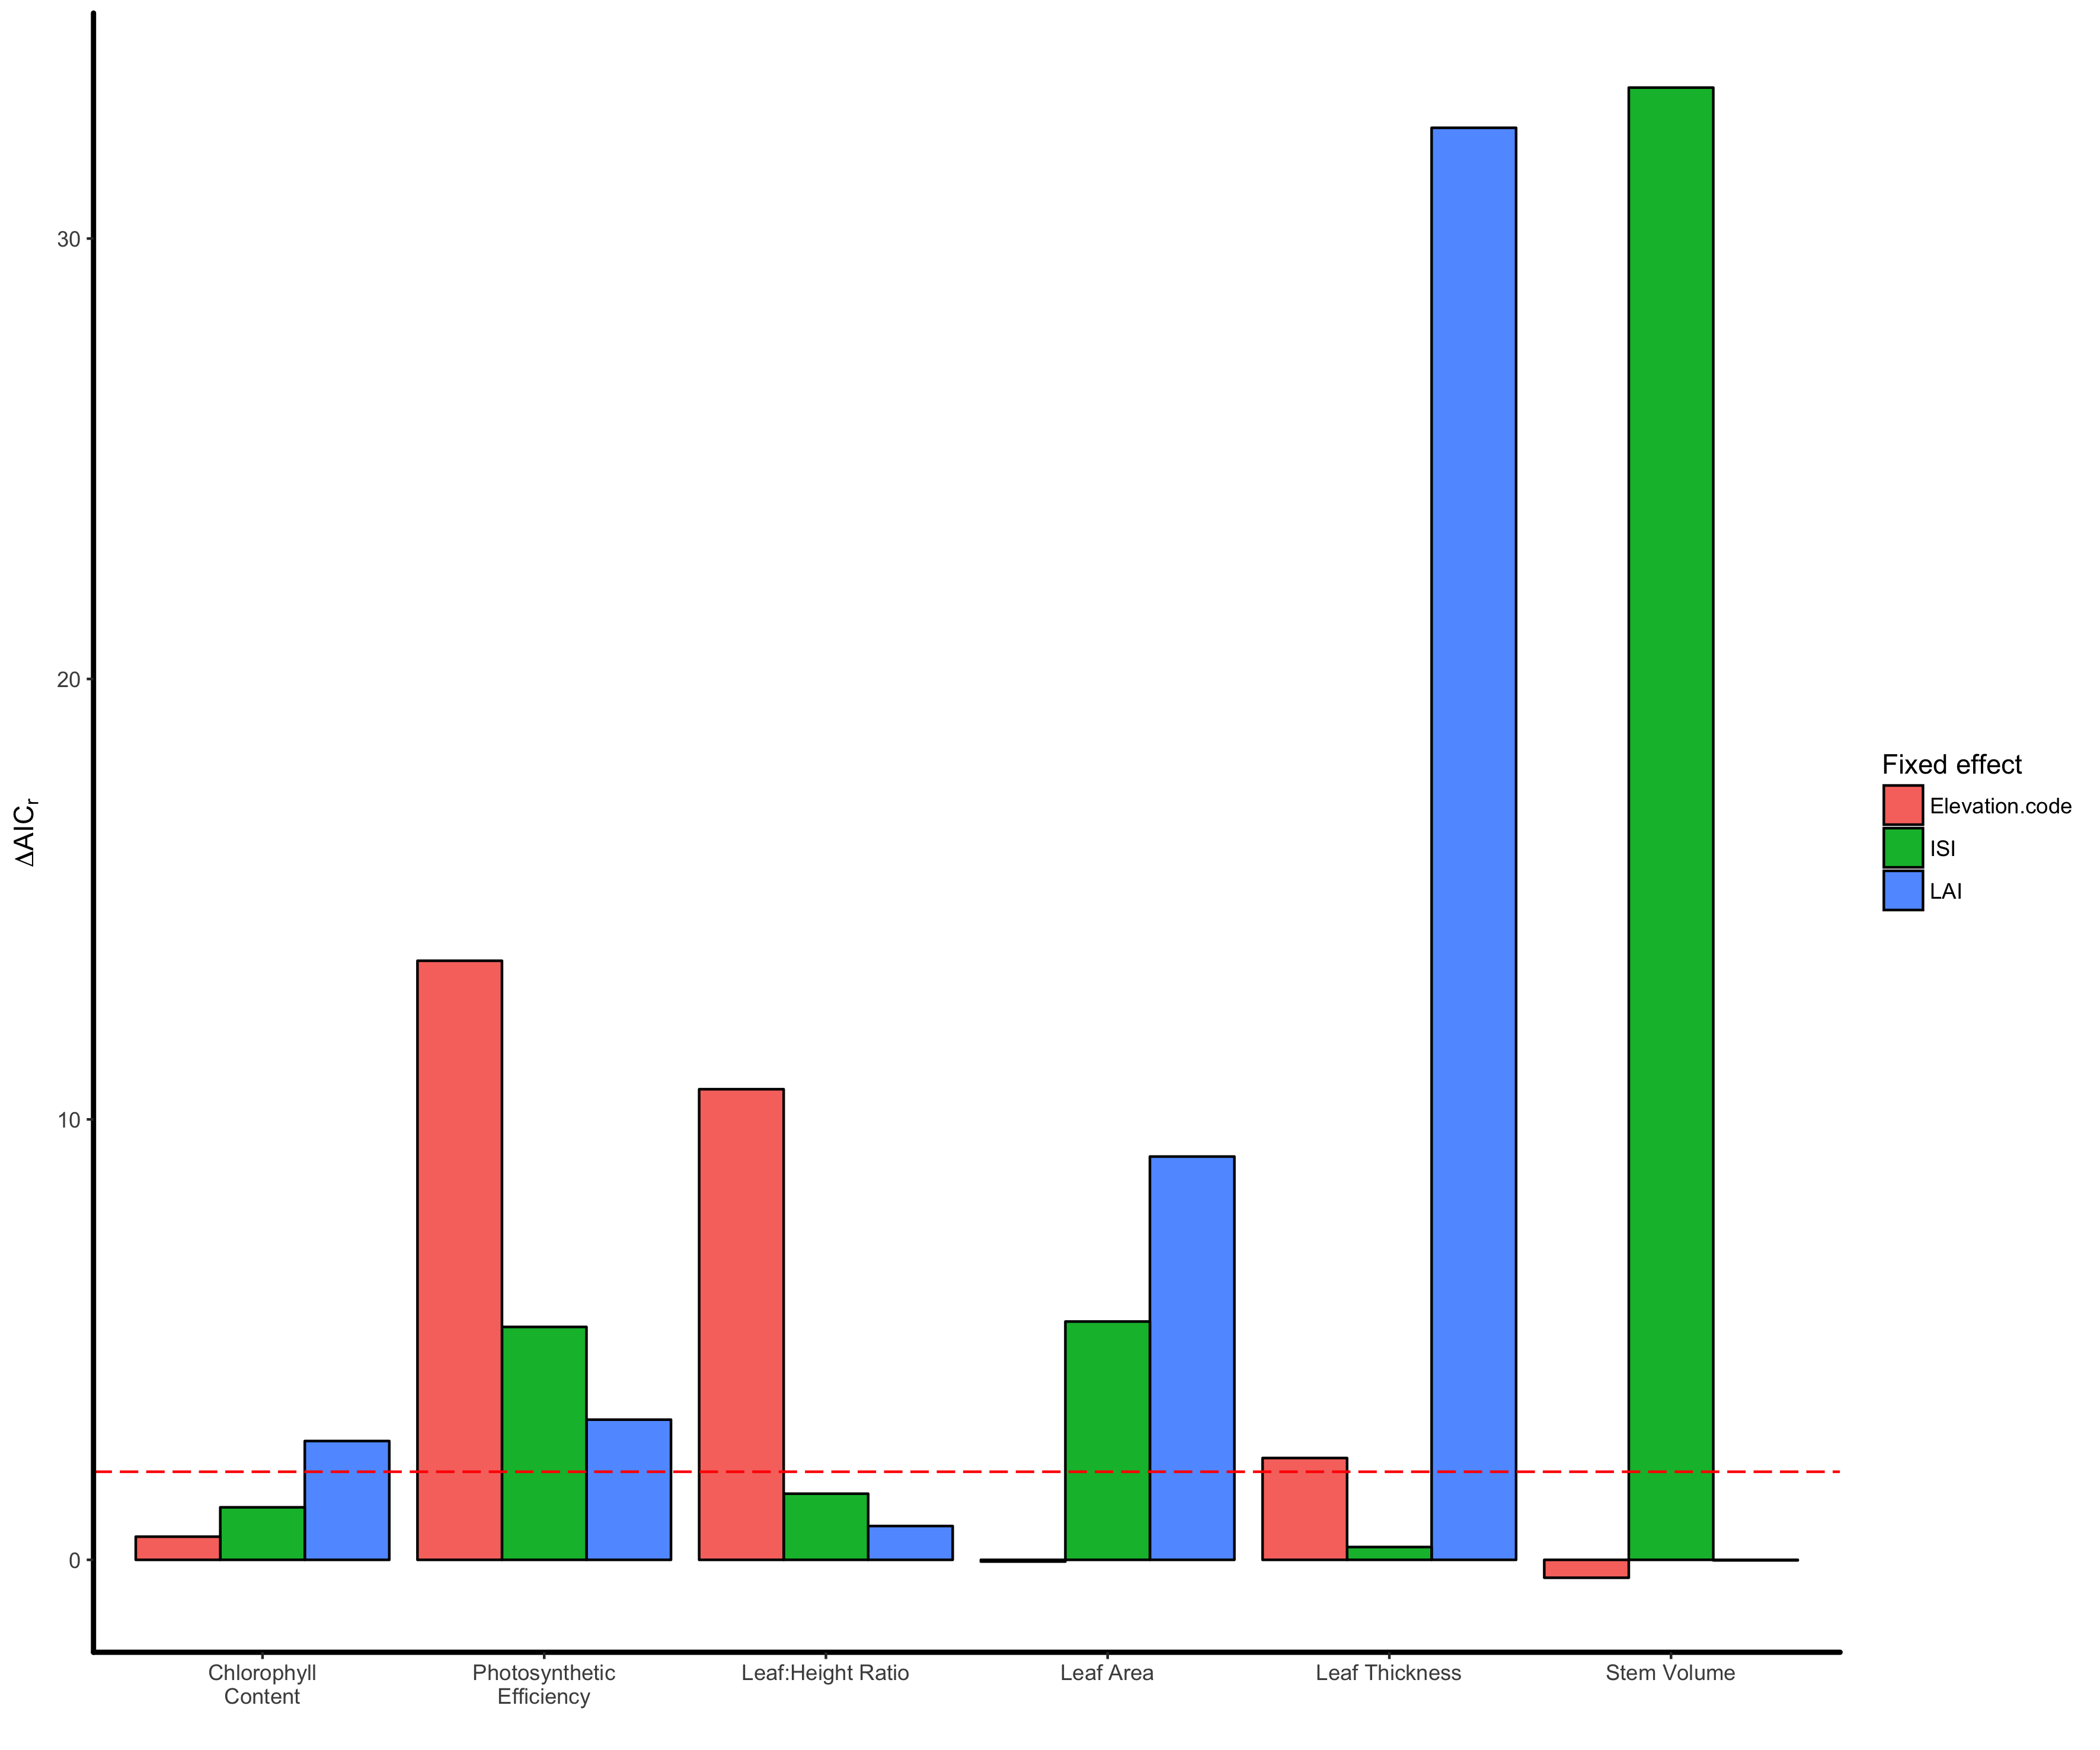 ΔAICr
30
20
10
0
Chlorophyll
Content
Photosynthetic
Efficiency
Leaf:Height Ratio
Leaf Area
Leaf Thickness
Stem Volume
Fixed effect
Elevation.code
ISI
LAI